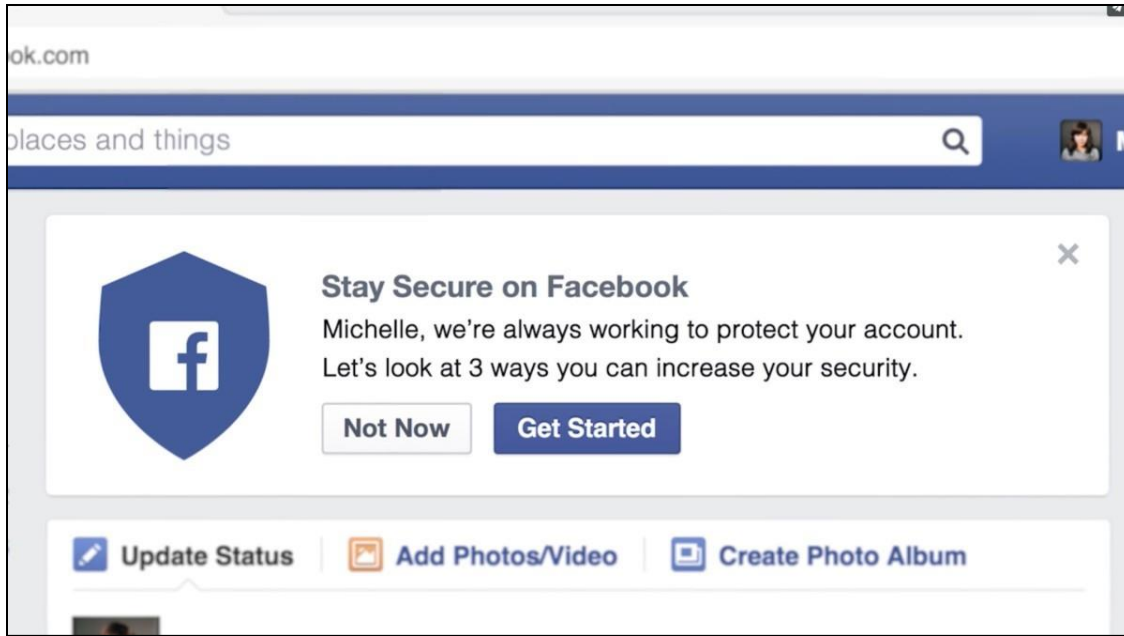 ok.com
places and things
Stay Secure on Facebook
Michelle, we're always working to protect your account.
Let's look at 3 ways you can increase your security.
Not Now
Get Started
Update Status
Add Photos/Video
Create Photo Album